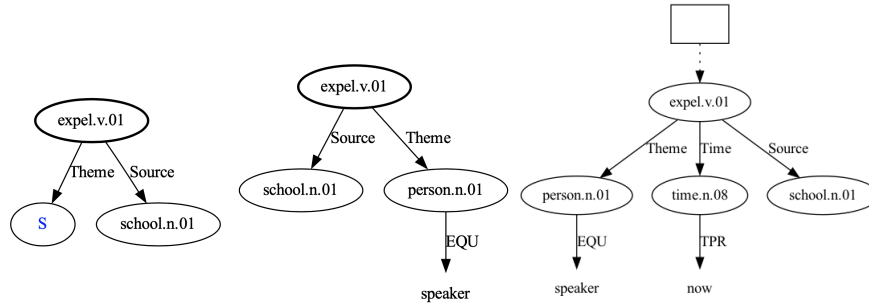 expel.v.01
Theme
Source
S
school.n.01
expel.v.01
Source
Theme
school.n.01
person.n.01
EQU
speaker
expel.v.01
Theme
Time
Source
person.n.01
time.n.08
school.n.01
EQU
TPR
speaker
now